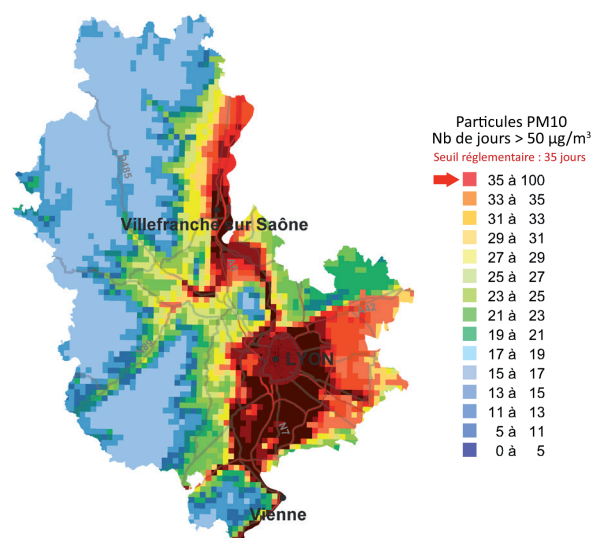 Particules PM10
Nb de jours > 50 µg/m³
Seuil réglementaire : 35 jours
35 à 100
33 à 35
31 à 33
29 à 31
27 à 29
25 à 27
23 à 25
21 à 23
19 à 21
17 à 19
15 à 17
13 à 15
11 à 13
5 à 11
0 à 5
D485
Villefranche sur Saône
LYON
N7
Vienne